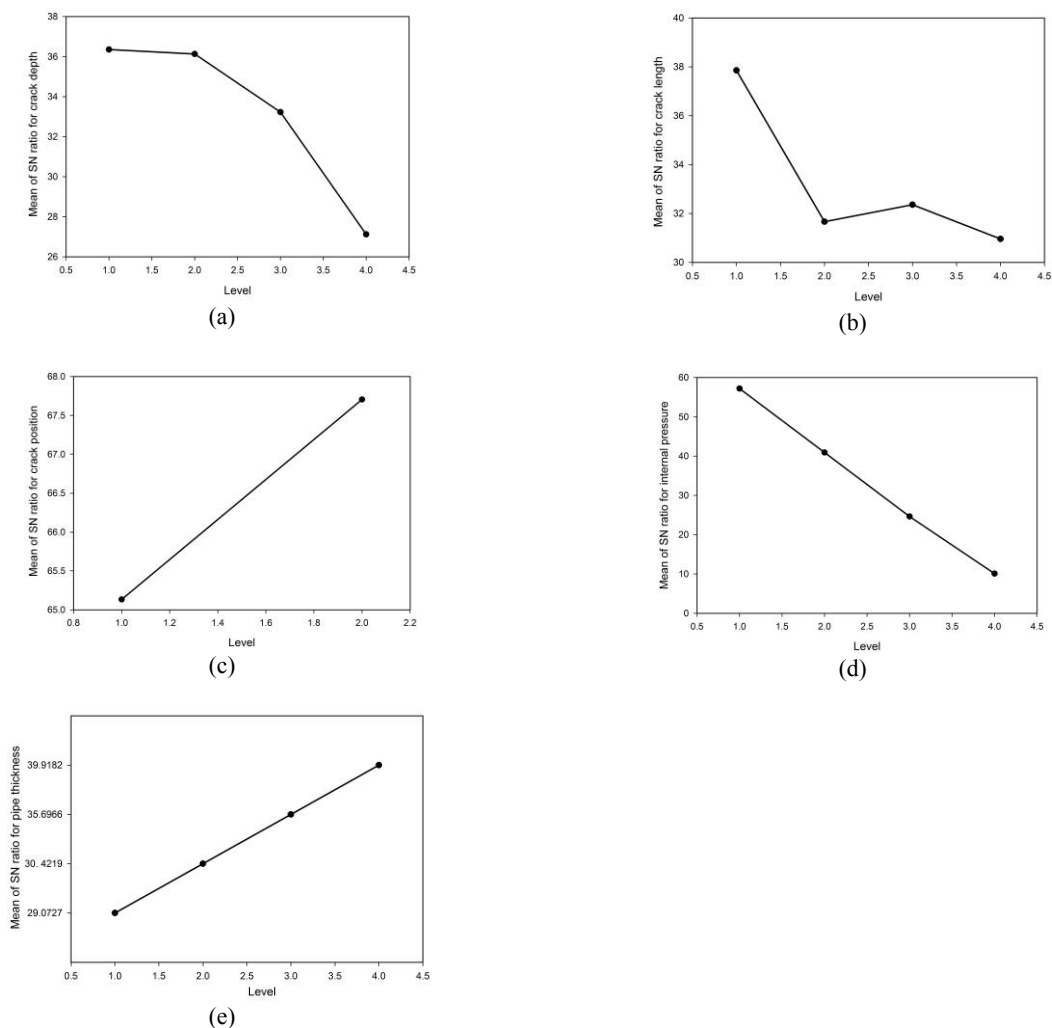 Mean of SN ratio for crack depth
38
36
34
32
30
28
26
0.5 1.0 1.5 2.0 2.5 3.0 3.5 4.0 4.5
Level
(a)
Mean of SN ratio for crack length
40
38
36
34
32
30
0.5 1.0 1.5 2.0 2.5 3.0 3.5 4.0 4.5
Level
(b)
Mean of SN ratio for crack position
68.0
67.5
67.0
66.5
66.0
65.5
65.0
0.8 1.0 1.2 1.4 1.6 1.8 2.0 2.2
Level
(c)
Mean of SN ratio for internal pressure
60
50
40
30
20
10
0
0.5 1.0 1.5 2.0 2.5 3.0 3.5 4.0 4.5
Level
(d)
Mean of SN ratio for pipe thickness
39.9182
35.6966
30. 4219
29.0727
0.5 1.0 1.5 2.0 2.5 3.0 3.5 4.0 4.5
Level
(e)